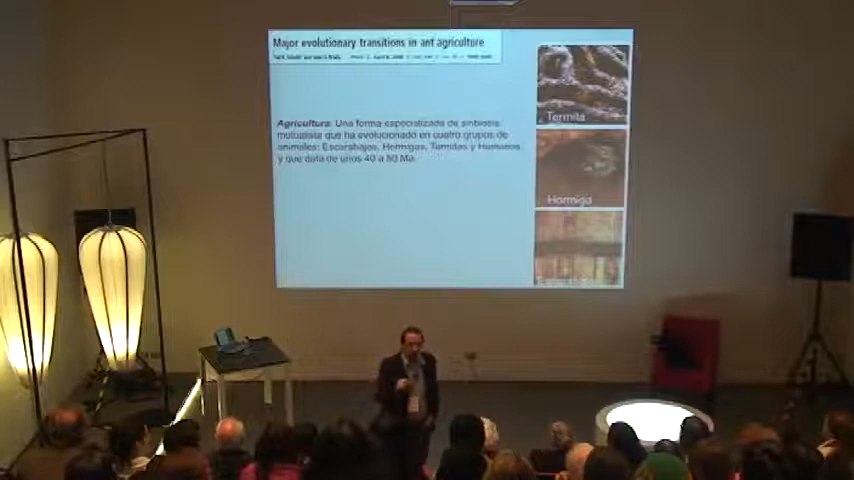 Major evolutionary transitions in ant agriculture
Agricultura: Una forma especializada de simbiosis
mutualista que ha evolucionado en cuatro grupos de
animales: Escarabajos, Hormigas, Termitas y Humanos
y que data de unos 40 a 60 Ma.
Termita
Hormiga